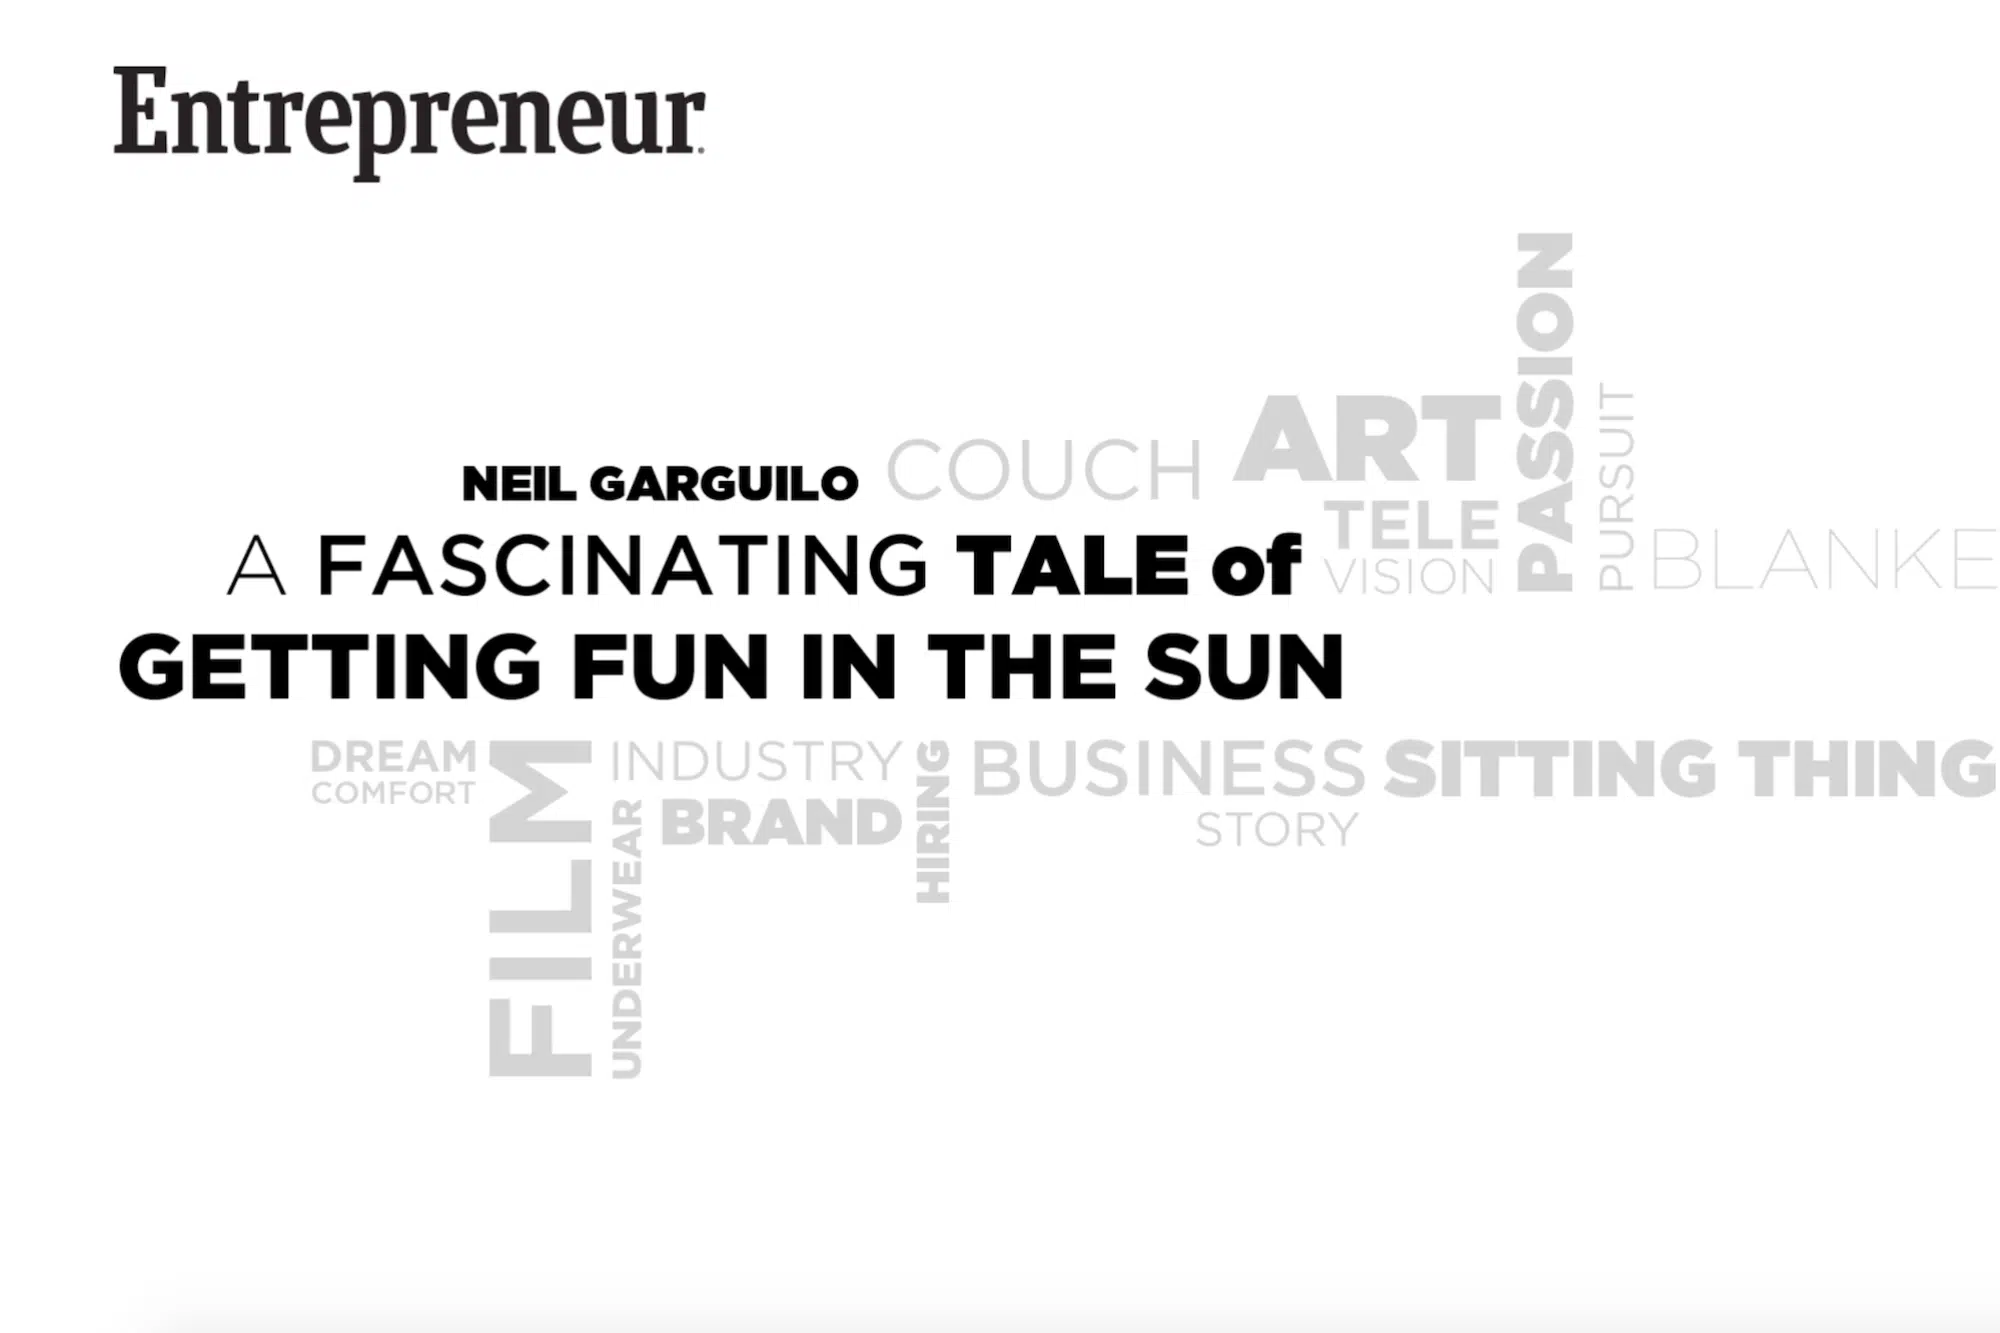 Entrepreneur
PASSION
ART
PURSUIT
NEIL GARGUILO COUCH
TELE
VISION
BLANKE
A FASCINATING TALE of
GETTING FUN IN THE SUN
DREAM
COMFORT
FILM
INDUSTRY
UNDERWEAR
BRAND
HIRING
BUSINESS
STORY
SITTING THING